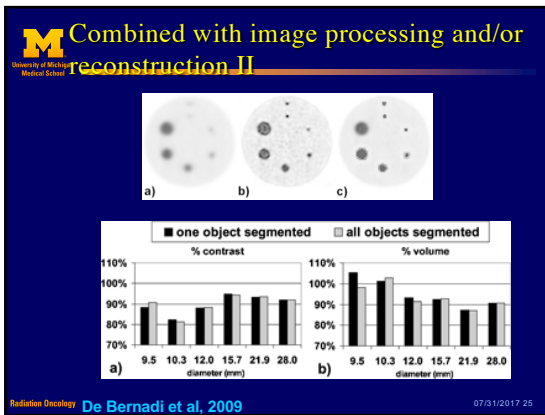 Combined with image processing and/or
University of Michigan
Medical School
reconstruction II
a)
b)
c)
one object segmented
all objects segmented
% contrast
% volume
110%
100%
90%
80%
70%
9.5 10.3 12.0 15.7 21.9 28.0
a)
diameter (mm)
110%
100%
90%
80%
70%
9.5 10.3 12.0 15.7 21.9 28.0
b)
diameter (mm)
Radiation Oncology
De Bernadi et al, 2009
07/31/2017 25